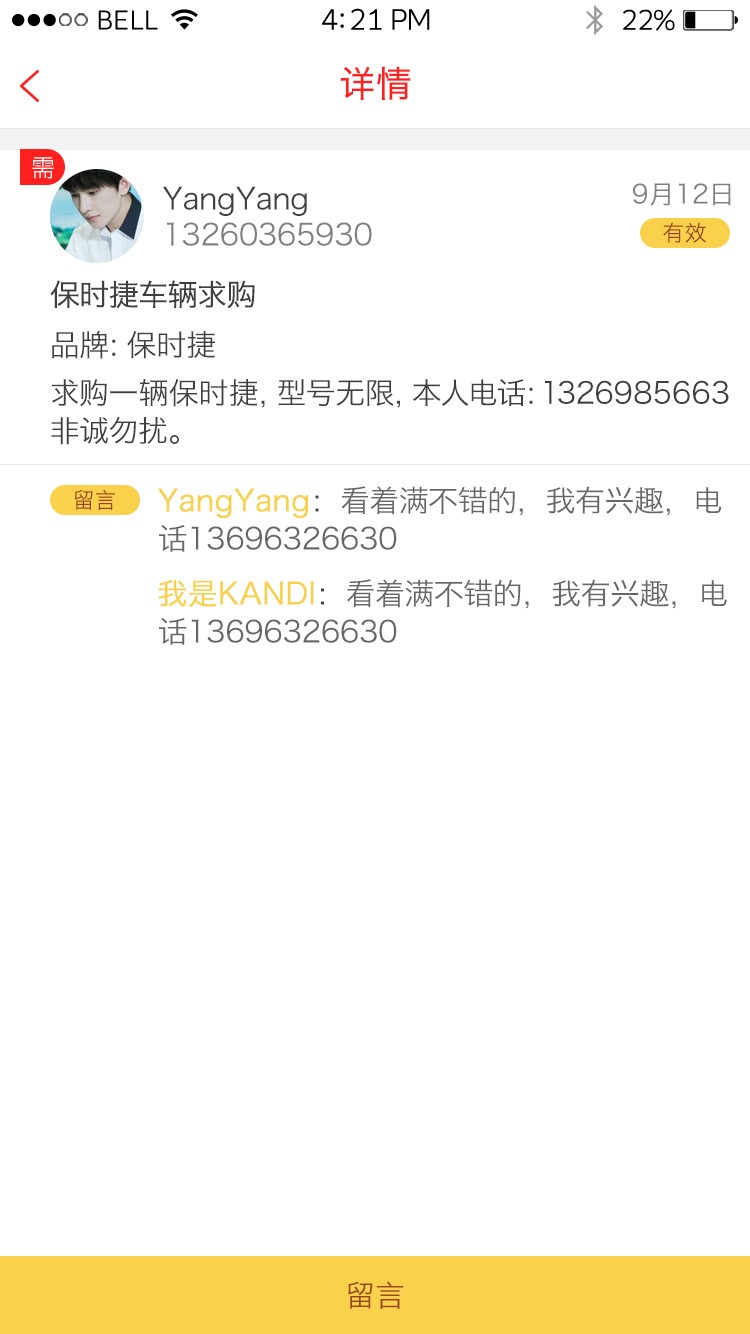 BELL 4:21 PM 22%
详情
需
YangYang 9月12日
13260365930 有效
保时捷车辆求购
品牌: 保时捷
求购一辆保时捷, 型号无限, 本人电话: 1326985663
非诚勿扰。
留言 YangYang：看着满不错的，我有兴趣，电
话13696326630
我是KANDI：看着满不错的，我有兴趣，电
话13696326630
留言